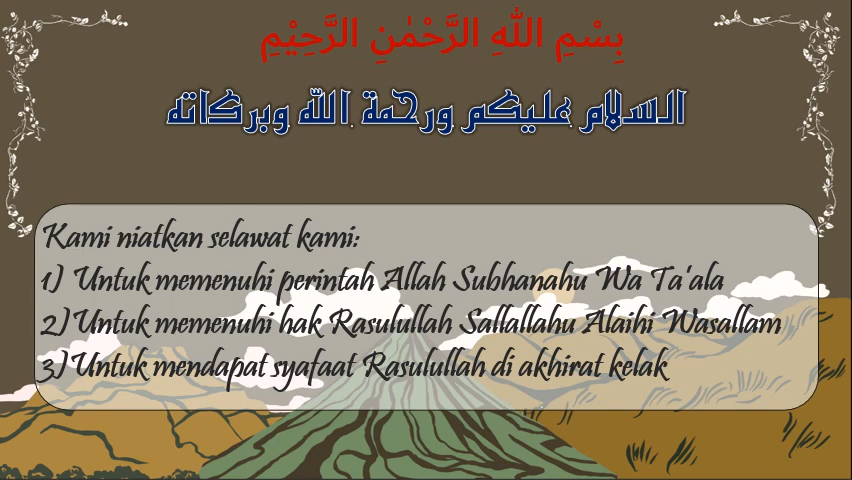 بِسْمِ اللّٰهِ الرَّحْمٰنِ الرَّحِيْمِ
السلام عليكم ورحمة الله وبركاته
Kami niatkan selawat kami:
1) Untuk memenuhi perintah Allah Subhanahu Wa Ta'ala
2) Untuk memenuhi hak Rasulullah Sallallahu Alaihi Wasallam
3) Untuk mendapat syafaat Rasulullah di akhirat kelak